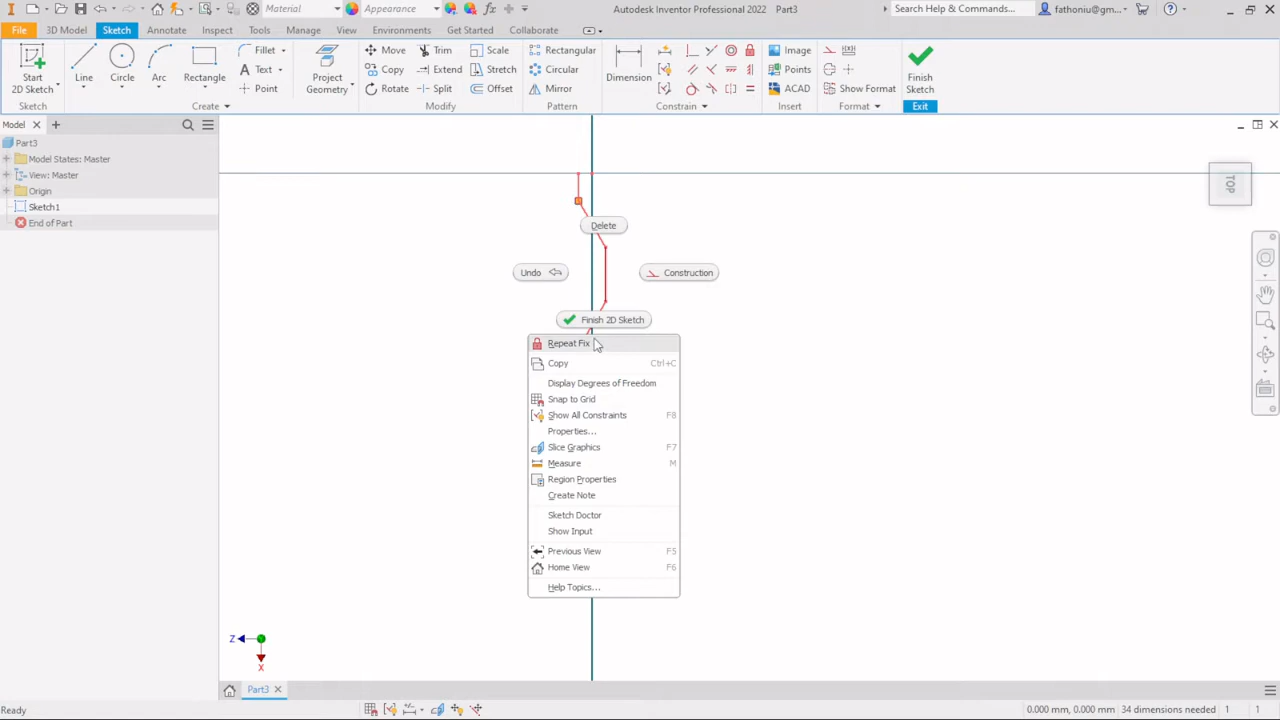 Material
Appearance
Autodesk Inventor Professional 2022 Part3
Search Help & Commands...
fathoniu@gm...
File
3D Model
Sketch
Annotate
Inspect
Tools
Manage
View
Environments
Get Started
Collaborate
Start
2D Sketch
Line
Circle
Arc
Rectangle
Fillet
Text
Point
Project
Geometry
Move
Copy
Rotate
Trim
Extend
Split
Scale
Stretch
Offset
Rectangular
Circular
Mirror
Dimension
Image
Points
ACAD
Show Format
Finish
Sketch
Sketch
Create
Modify
Pattern
Constrain
Insert
Format
Exit
Model
Part3
Model States: Master
View: Master
Origin
Sketch1
End of Part
TOP
Delete
Undo
Construction
Finish 2D Sketch
Repeat Fix
Copy Ctrl+C
Display Degrees of Freedom
Snap to Grid
Show All Constraints F8
Properties...
Slice Graphics F7
Measure M
Region Properties
Create Note
Sketch Doctor
Show Input
Previous View F5
Home View F6
Help Topics...
Z
X
Part3
Ready
0.000 mm, 0.000 mm 34 dimensions needed 1 1